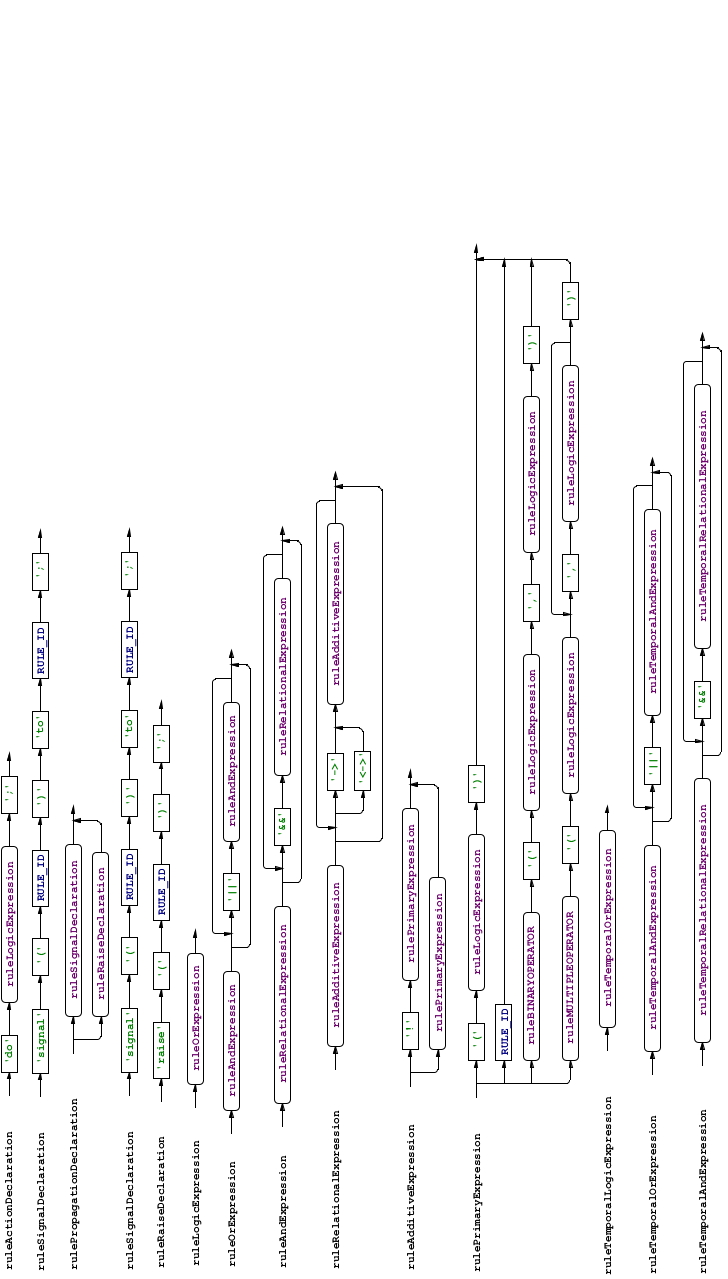 ruleActionDeclaration 'do' ruleLogicExpression ';'
ruleSignalDeclaration 'signal' '(' RULE_ID ')' 'to' RULE_ID ';'
rulePropagationDeclaration ruleSignalDeclaration
ruleRaiseDeclaration
ruleSignalDeclaration 'signal' '(' RULE_ID ')' 'to' RULE_ID ';'
ruleRaiseDeclaration 'raise' '(' RULE_ID ')' ';'
ruleLogicExpression ruleOrExpression
ruleOrExpression ruleAndExpression '||' ruleAndExpression
ruleAndExpression ruleRelationalExpression '&&' ruleRelationalExpression
ruleRelationalExpression ruleAdditiveExpression '->' ruleAdditiveExpression
'<->'
ruleAdditiveExpression '!' rulePrimaryExpression
rulePrimaryExpression
rulePrimaryExpression '(' ruleLogicExpression ')'
RULE_ID
ruleBINARYOPERATOR '(' ruleLogicExpression ',' ruleLogicExpression ')'
ruleMULTIPLEOPERATOR '(' ruleLogicExpression ',' ruleLogicExpression ')'
ruleTemporalLogicExpression ruleTemporalOrExpression
ruleTemporalOrExpression ruleTemporalAndExpression '||' ruleTemporalAndExpression
ruleTemporalAndExpression ruleTemporalRelationalExpression '&&' ruleTemporalRelationalExpression